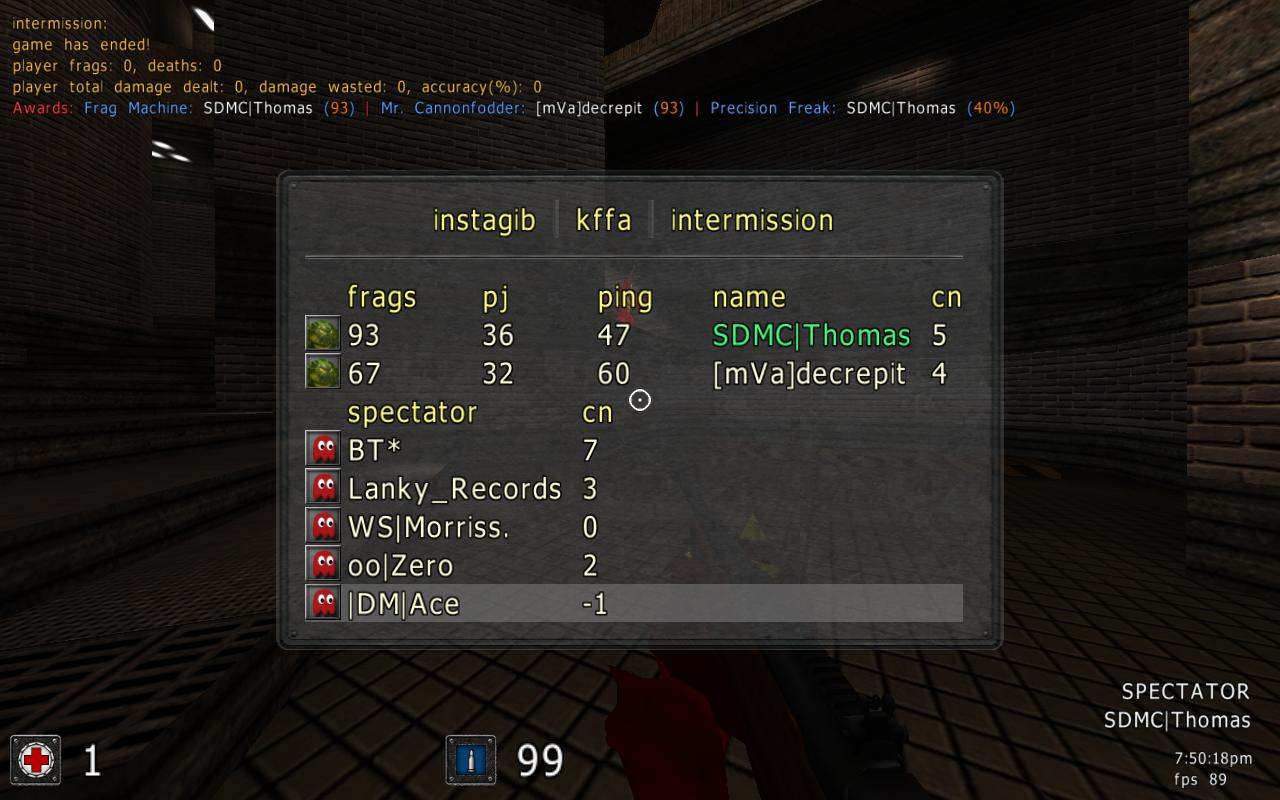 intermission:
game has ended!
player frags: 0, deaths: 0
player total damage dealt: 0, damage wasted: 0, accuracy(%): 0
Awards: Frag Machine: SDMC|Thomas (93) | Mr. Cannonfodder: [mVa]decrepit (93) | Precision Freak: SDMC|Thomas (40%)
instagib kffa intermission
frags pj ping name cn
93 36 47 SDMC|Thomas 5
67 32 60 [mVa]decrepit 4
spectator cn
BT* 7
Lanky_Records 3
WS|Morriss. 0
oo|Zero 2
|DM|Ace -1
SPECTATOR
SDMC|Thomas
1 99
7:50:18pm
fps 89